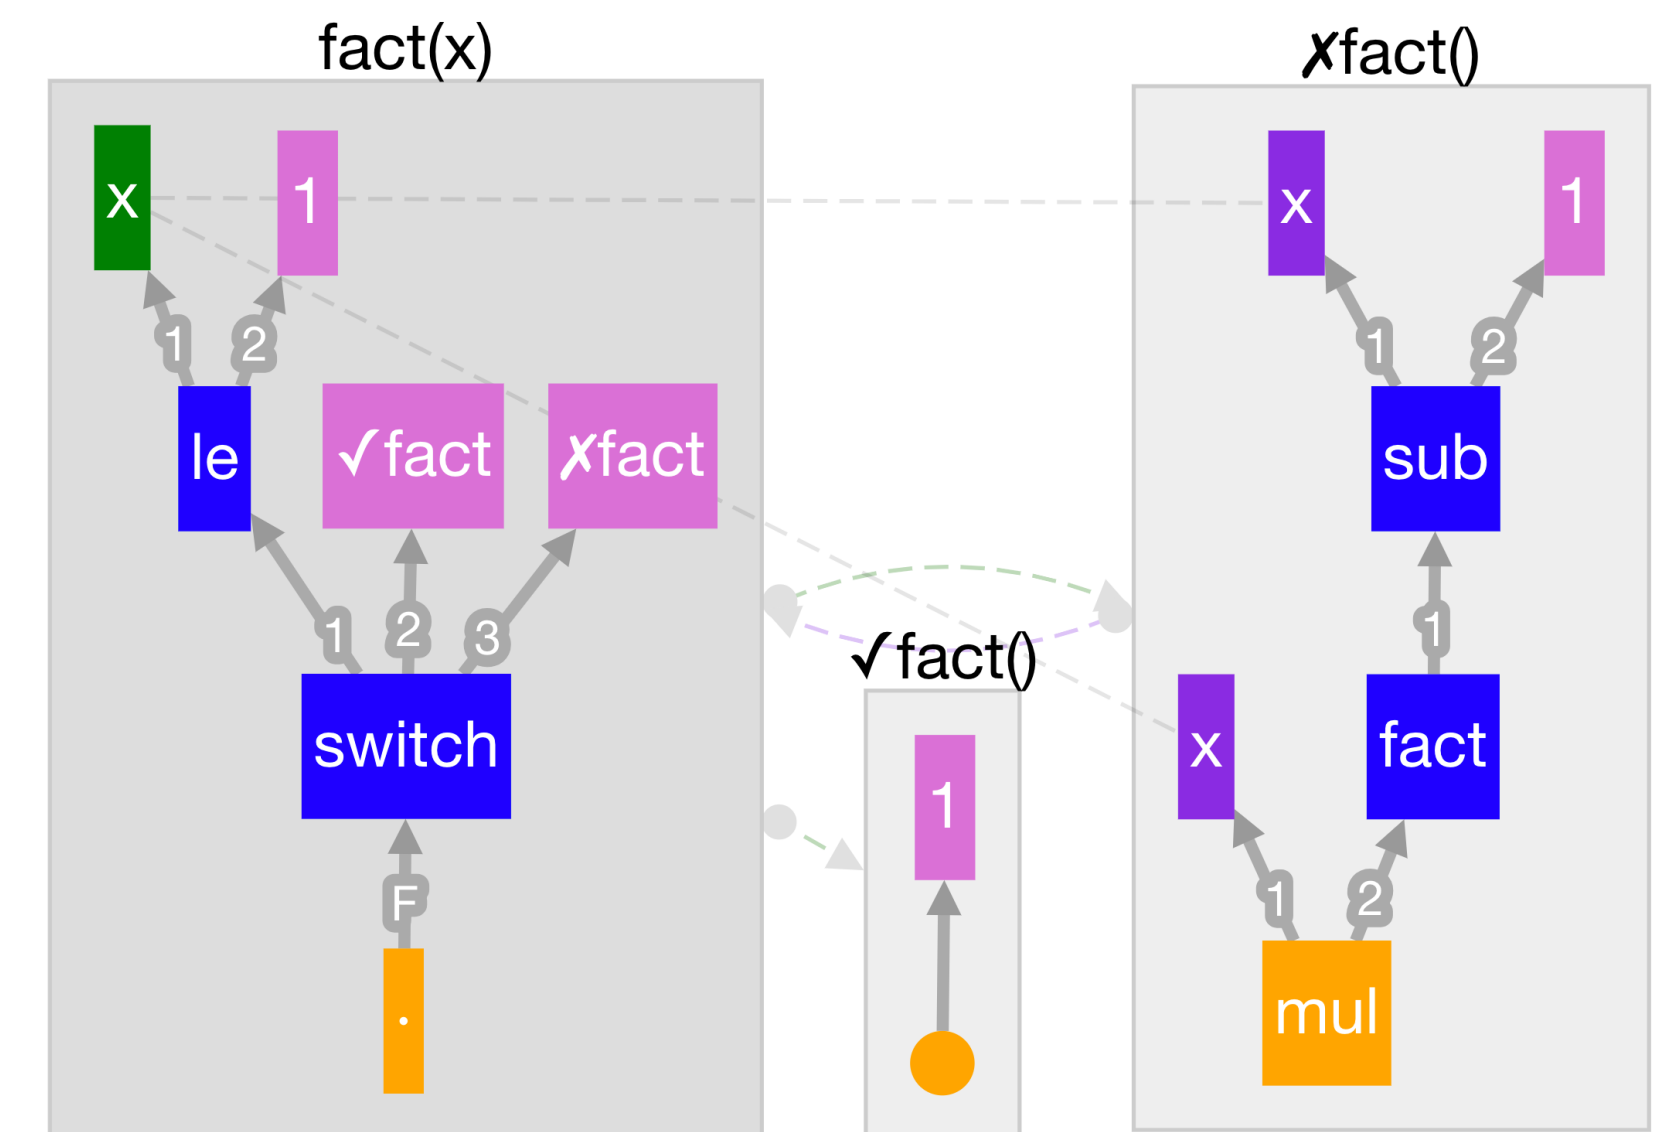 fact(x)
x 1
1 2
le ✓fact ✗fact
1 2 3
switch
F
.
✓fact()
1
✗fact()
x 1
1 2
sub
1
x fact
1 2
mul